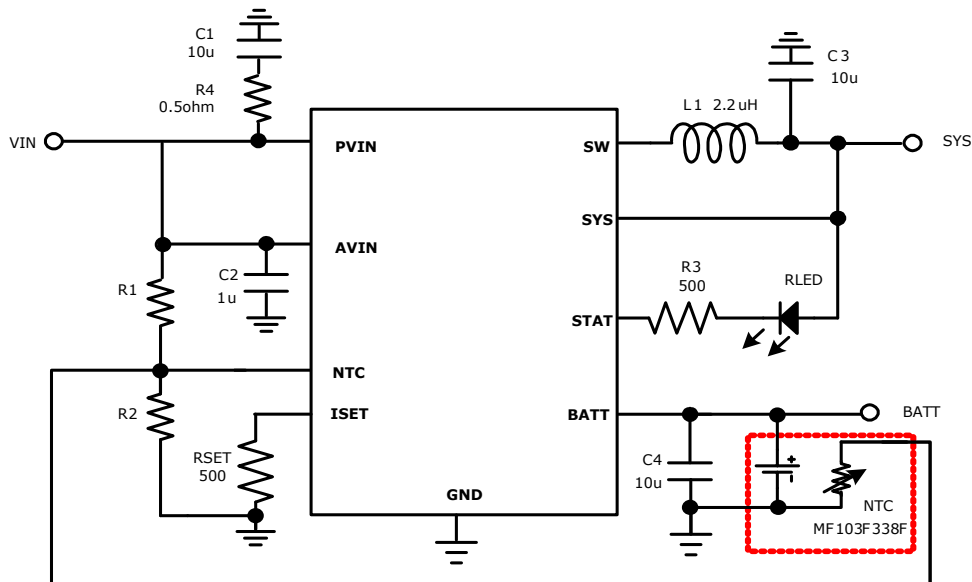 C1
10u
R4
0.5ohm
VIN
C3
10u
L1 2.2uH
SYS
PVIN
SW
SYS
AVIN
C2
1u
R1
R3
500
RLED
STAT
NTC
ISET
BATT
BATT
R2
RSET
500
C4
10u
+
-
GND
NTC
MF103F338F